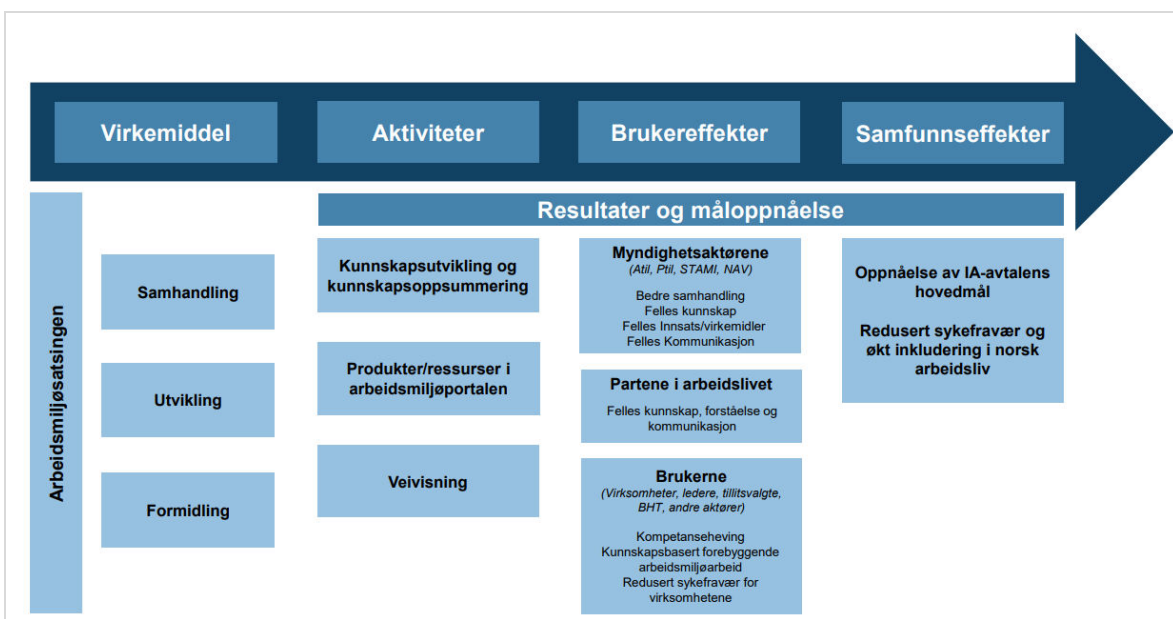 Virkemiddel
Aktiviteter
Brukereffekter
Samfunnseffekter
Resultater og måloppnåelse
Arbeidsmiljøsatsingen
Samhandling
Utvikling
Formidling
Kunnskapsutvikling og
kunnskapsoppsummering
Produkter/ressurser i
arbeidsmiljøportalen
Veivisning
Myndighetsaktørene
(Atil, Ptil, STAMI, NAV)
Bedre samhandling
Felles kunnskap
Felles Innsats/virkemidler
Felles Kommunikasjon
Partene i arbeidslivet
Felles kunnskap, forståelse og
kommunikasjon
Brukerne
(Virksomheter, ledere, tillitsvalgte,
BHT, andre aktører)
Kompetanseheving
Kunnskapsbasert forebyggende
arbeidsmiljøarbeid
Redusert sykefravær for
virksomhetene
Oppnåelse av IA-avtalens
hovedmål
Redusert sykefravær og
økt inkludering i norsk
arbeidsliv